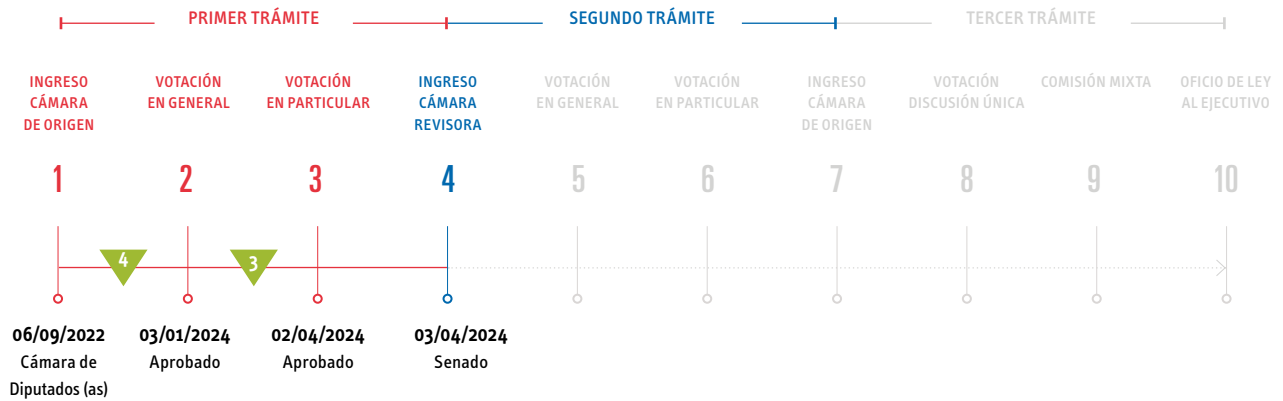 PRIMER TRÁMITE
SEGUNDO TRÁMITE
TERCER TRÁMITE
INGRESO
CÁMARA
DE ORIGEN
VOTACIÓN
EN GENERAL
VOTACIÓN
EN PARTICULAR
INGRESO
CÁMARA
REVISORA
VOTACIÓN
EN GENERAL
VOTACIÓN
EN PARTICULAR
INGRESO
CÁMARA
DE ORIGEN
VOTACIÓN
DISCUSIÓN ÚNICA
COMISIÓN MIXTA
OFICIO DE LEY
AL EJECUTIVO
1
2
3
4
5
6
7
8
9
10
4
3
06/09/2022
Cámara de
Diputados (as)
03/01/2024
Aprobado
02/04/2024
Aprobado
03/04/2024
Senado